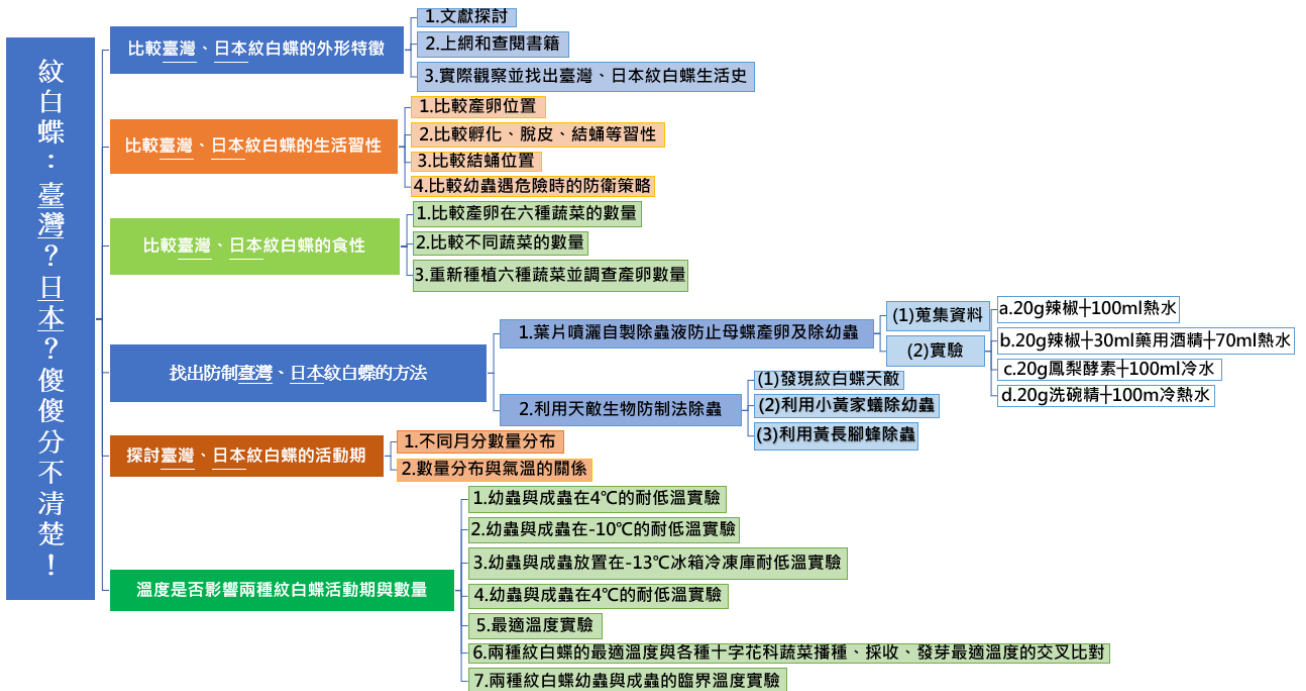 紋白蝶：臺灣？日本？傻傻分不清楚！
比較臺灣、日本紋白蝶的外形特徵
1.文獻探討
2.上網和查閱書籍
3.實際觀察並找出臺灣、日本紋白蝶生活史
比較臺灣、日本紋白蝶的生活習性
1.比較產卵位置
2.比較孵化、脫皮、結蛹等習性
3.比較結蛹位置
4.比較幼蟲遇危險時的防衛策略
比較臺灣、日本紋白蝶的食性
1.比較產卵在六種蔬菜的數量
2.比較不同蔬菜的數量
3.重新種植六種蔬菜並調查產卵數量
找出防制臺灣、日本紋白蝶的方法
1.葉片噴灑自製除蟲液防止母蝶產卵及除幼蟲
(1)蒐集資料
(2)實驗
a.20g辣椒┼100ml熱水
b.20g辣椒┼30ml藥用酒精┼70ml熱水
c.20g鳳梨酵素┼100ml冷水
d.20g洗碗精┼100m冷熱水
2.利用天敵生物防制法除蟲
(1)發現紋白蝶天敵
(2)利用小黃家蟻除幼蟲
(3)利用黃長腳蜂除蟲
探討臺灣、日本紋白蝶的活動期
1.不同月分數量分布
2.數量分布與氣溫的關係
溫度是否影響兩種紋白蝶活動期與數量
1.幼蟲與成蟲在4℃的耐低溫實驗
2.幼蟲與成蟲在-10℃的耐低溫實驗
3.幼蟲與成蟲放置在-13℃冰箱冷凍庫耐低溫實驗
4.幼蟲與成蟲在4℃的耐低溫實驗
5.最適溫度實驗
6.兩種紋白蝶的最適溫度與各種十字花科蔬菜播種、採收、發芽最適溫度的交叉比對
7.兩種紋白蝶幼蟲與成蟲的臨界溫度實驗